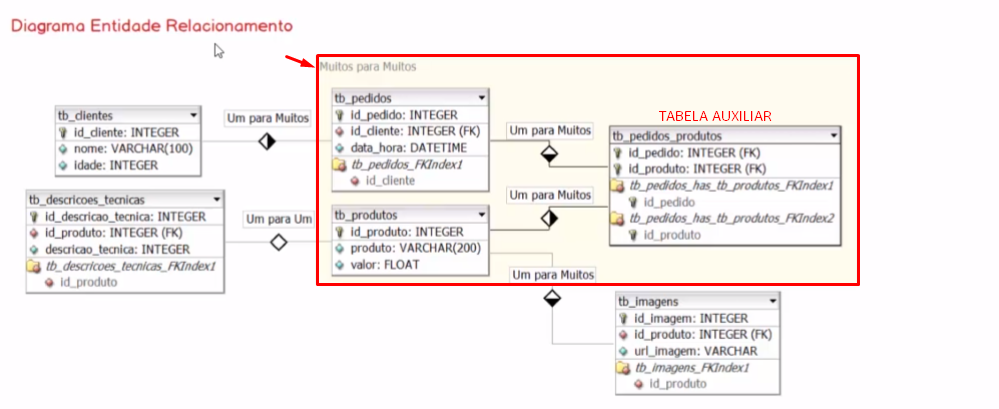 Diagrama Entidade Relacionamento
Muitos para Muitos
tb_clientes
id_cliente: INTEGER
nome: VARCHAR(100)
idade: INTEGER
Um para Muitos
tb_pedidos
id_pedido: INTEGER
id_cliente: INTEGER (FK)
data_hora: DATETIME
tb_pedidos_FKIndex1
id_cliente
Um para Muitos
TABELA AUXILIAR
tb_pedidos_produtos
id_pedido: INTEGER (FK)
id_produto: INTEGER (FK)
tb_pedidos_has_tb_produtos_FKIndex1
id_pedido
tb_pedidos_has_tb_produtos_FKIndex2
id_produto
tb_descricoes_tecnicas
id_descricao_tecnica: INTEGER
id_produto: INTEGER (FK)
descricao_tecnica: INTEGER
tb_descricoes_tecnicas_FKIndex1
id_produto
Um para Um
tb_produtos
id_produto: INTEGER
produto: VARCHAR(200)
valor: FLOAT
Um para Muitos
Um para Muitos
tb_imagens
id_imagem: INTEGER
id_produto: INTEGER (FK)
url_imagem: VARCHAR
tb_imagens_FKIndex1
id_produto